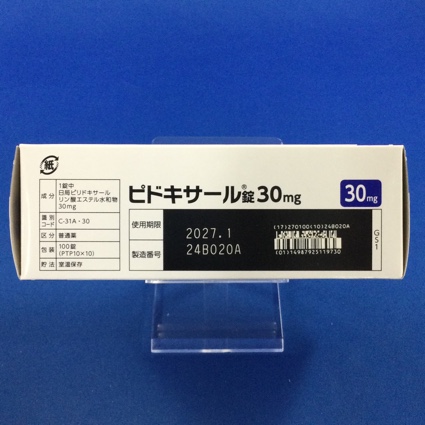 紙
成分
1錠中
日局ピリドキサール
リン酸エステル水和物
30mg
識別コード
C-31A・30
区分
普通薬
包装
100錠
(PTP10×10)
貯法
室温保存
ピドキサール®錠30mg
30mg
使用期限
2027.1
製造番号
24B020A
(17)270100(10)24B020A
(01)14987925119730
GS1